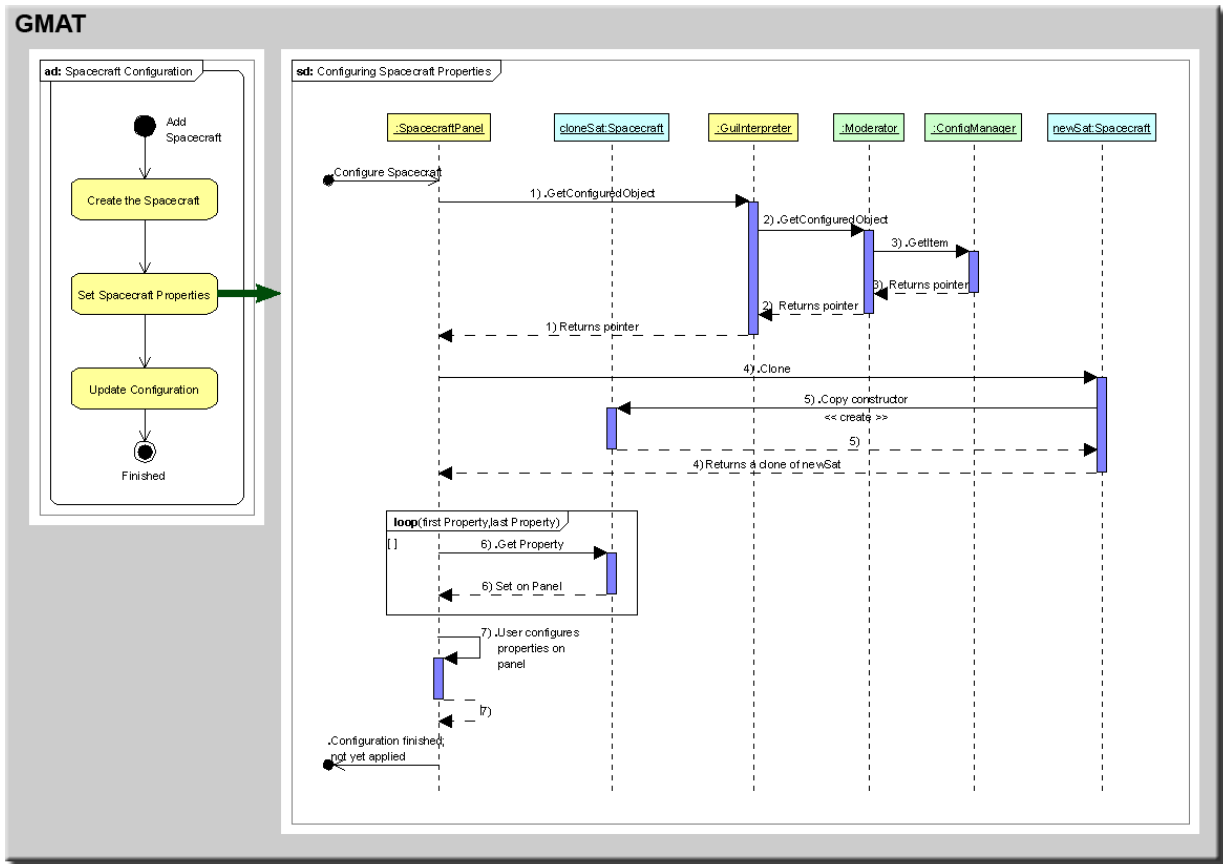 GMAT
ad: Spacecraft Configuration
Add
Spacecraft
Create the Spacecraft
Set Spacecraft Properties
Update Configuration
Finished
sd: Configuring Spacecraft Properties
:SpacecraftPanel
cloneSat:Spacecraft
:GuiInterpreter
:Moderator
:ConfigManager
newSat:Spacecraft
.Configure Spacecraft
1) .GetConfiguredObject
2) .GetConfiguredObject
3) .GetItem
3) Returns pointer
2) Returns pointer
1) Returns pointer
4) .Clone
5) .Copy constructor
<< create >>
5)
4) Returns a clone of newSat
loop(first Property,last Property)
[ ]
6) .Get Property
6) Set on Panel
7) .User configures
properties on
panel
7)
.Configuration finished,
not yet applied